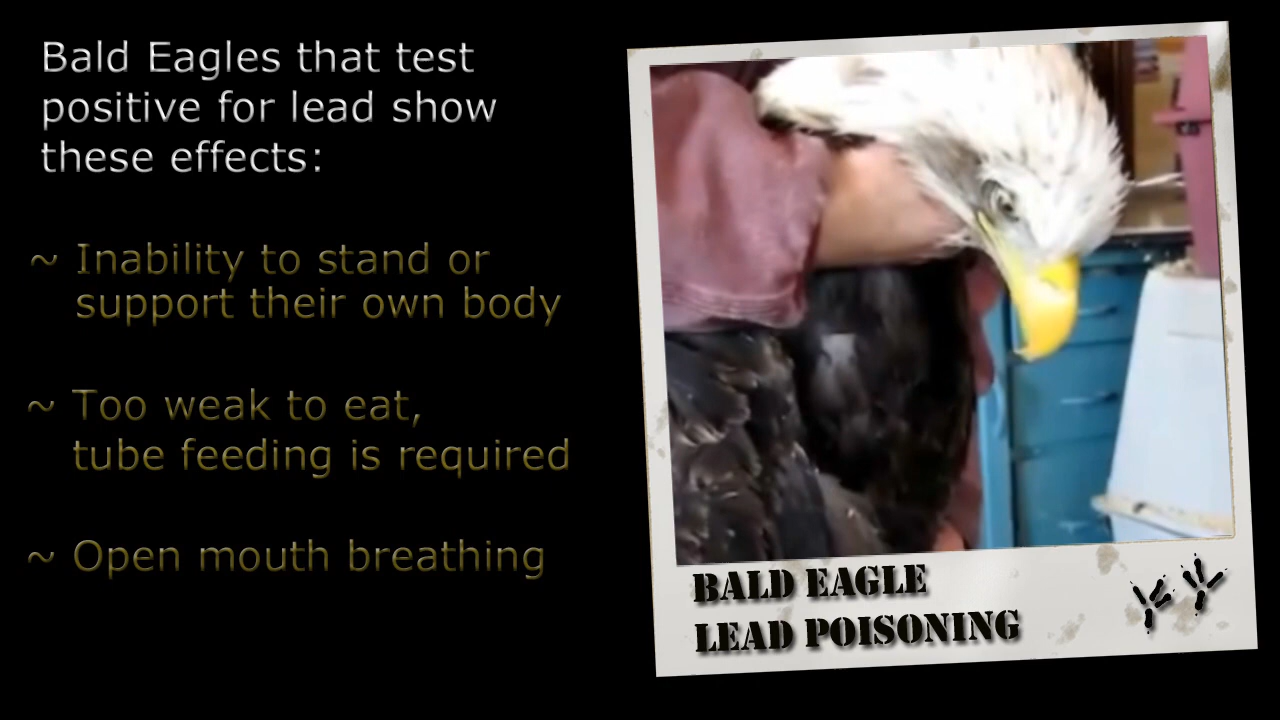 Bald Eagles that test
positive for lead show
these effects:
~ Inability to stand or
support their own body
~ Too weak to eat,
tube feeding is required
~ Open mouth breathing
BALD EAGLE
LEAD POISONING